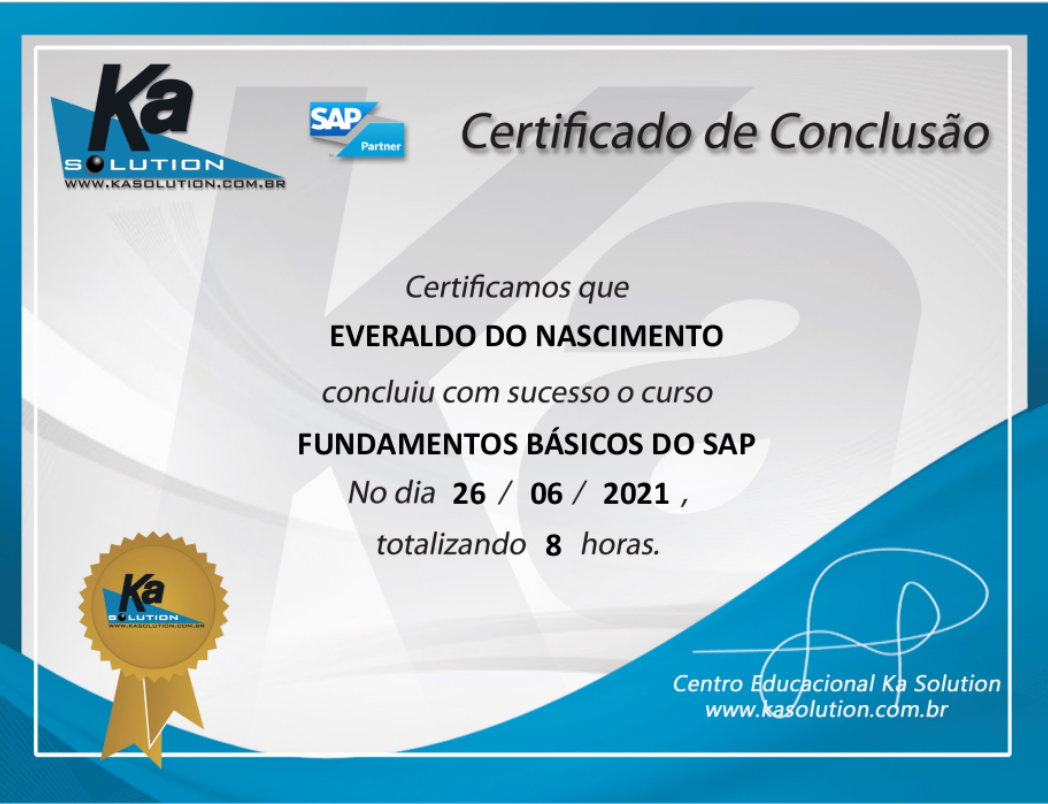 Ka
SOLUTION
WWW.KASOLUTION.COM.BR
SAP
Partner
Certificado de Conclusão
Certificamos que
EVERALDO DO NASCIMENTO
concluiu com sucesso o curso
FUNDAMENTOS BÁSICOS DO SAP
No dia 26 / 06 / 2021 ,
totalizando 8 horas.
Ka
SOLUTION
WWW.KASOLUTION.COM.BR
Centro Educacional Ka Solution
www.kasolution.com.br